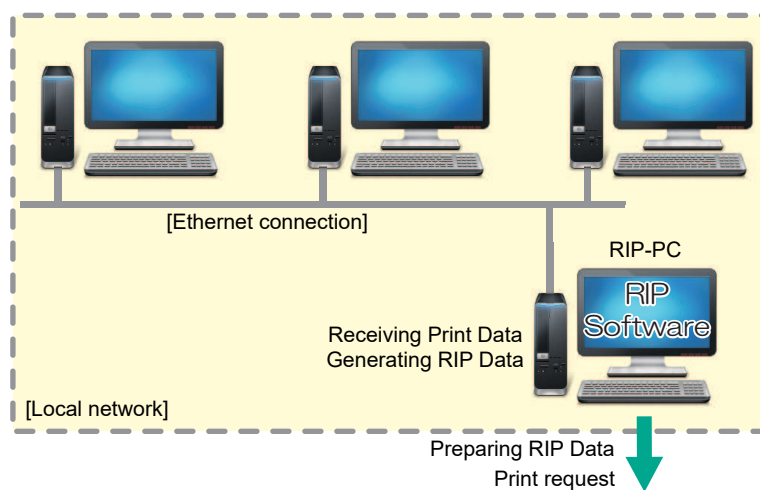 [Ethernet connection]
RIP-PC
RIP
Software
Receiving Print Data
Generating RIP Data
[Local network]
Preparing RIP Data
Print request